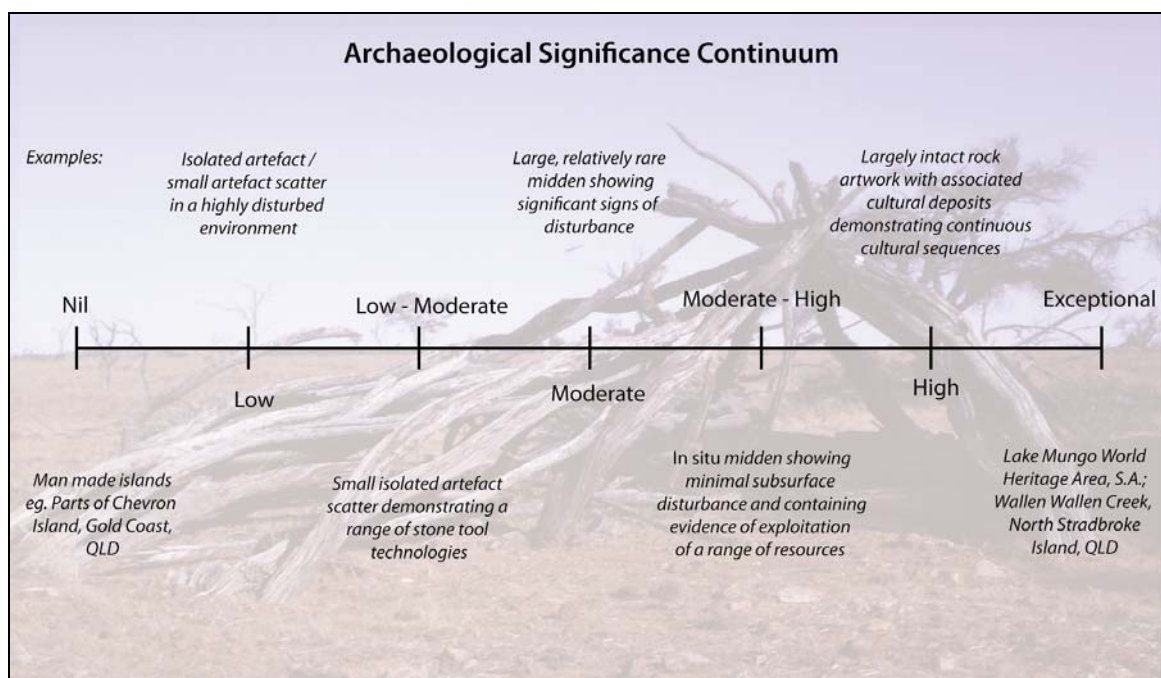 Archaeological Significance Continuum
Examples:
Isolated artefact /
small artefact scatter
in a highly disturbed
environment
Large, relatively rare
midden showing
significant signs of
disturbance
Largely intact rock
artwork with associated
cultural deposits
demonstrating continuous
cultural sequences
Nil
Low - Moderate
Moderate - High
Exceptional
Low
Moderate
High
Man made islands
eg. Parts of Chevron
Island, Gold Coast,
QLD
Small isolated artefact
scatter demonstrating a
range of stone tool
technologies
In situ midden showing
minimal subsurface
disturbance and containing
evidence of exploitation
of a range of resources
Lake Mungo World
Heritage Area, S.A.;
Wallen Wallen Creek,
North Stradbroke
Island, QLD